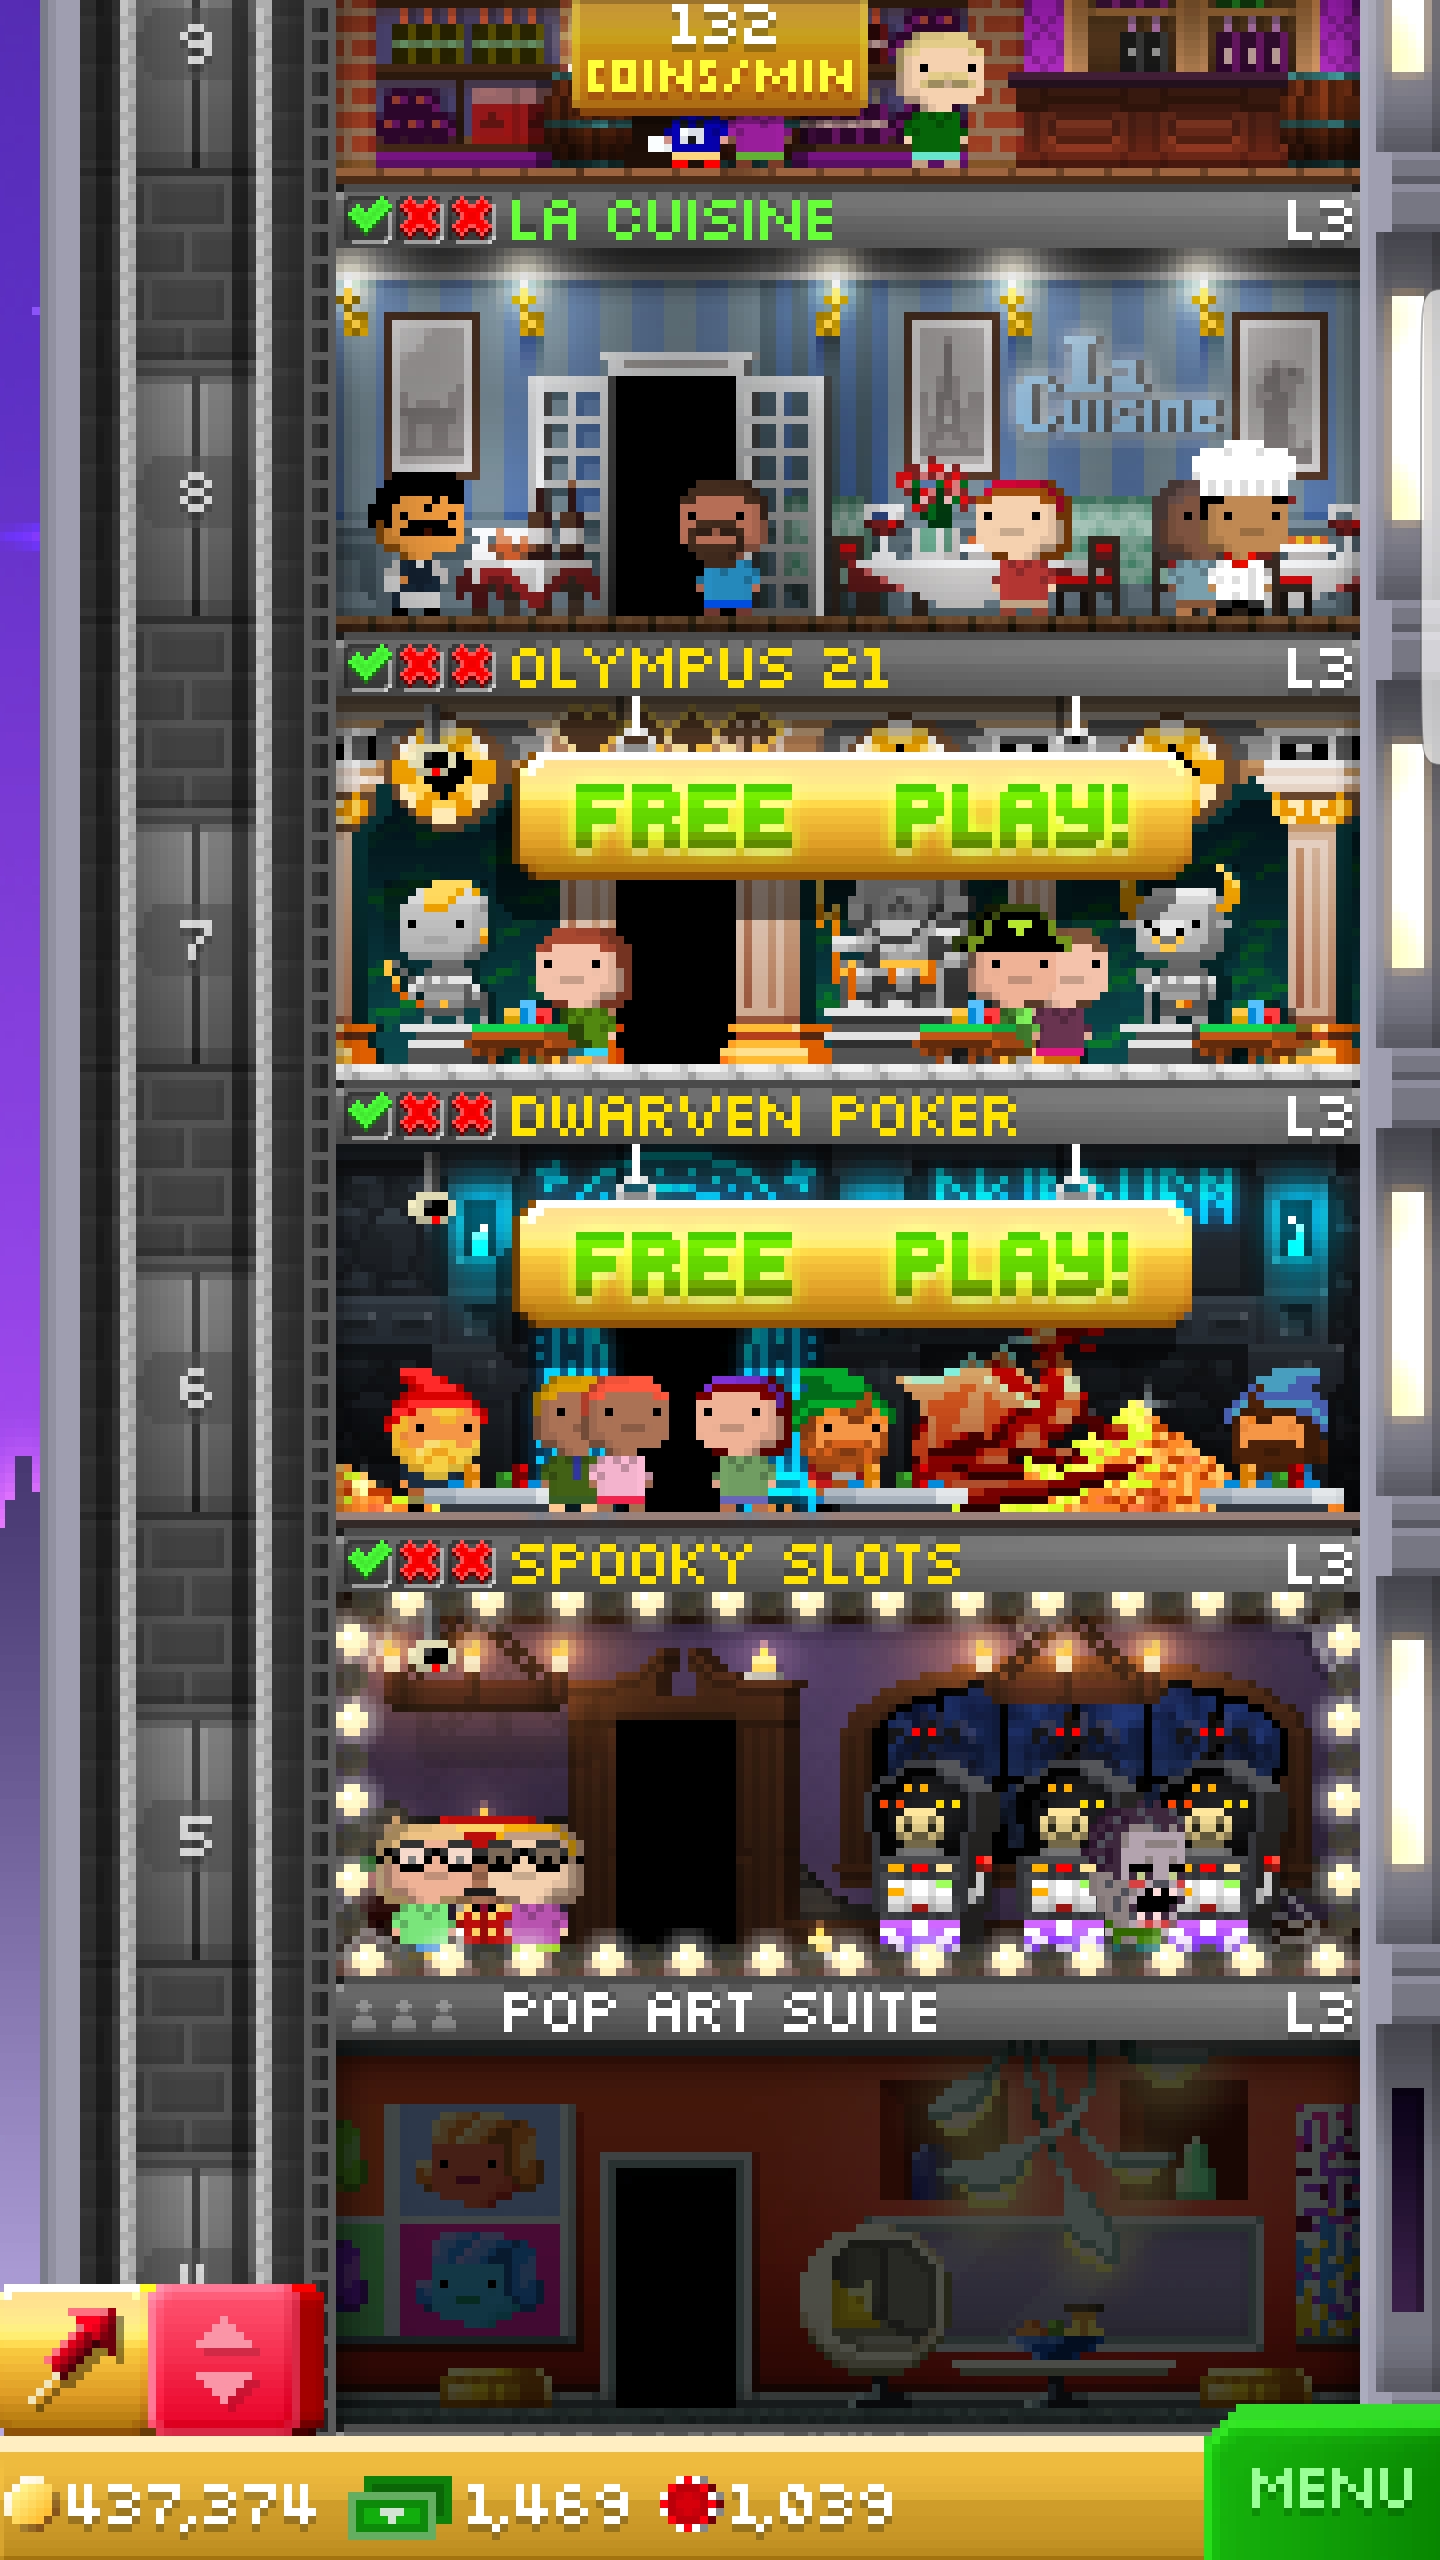 132
COINS/MIN
9
LA CUISINE L3
La
Cuisine
8
OLYMPUS 21 L3
FREE PLAY!
7
DWARVEN POKER L3
FREE PLAY!
6
SPOOKY SLOTS L3
5
POP ART SUITE L3
437,374 1,469 1,039
MENU